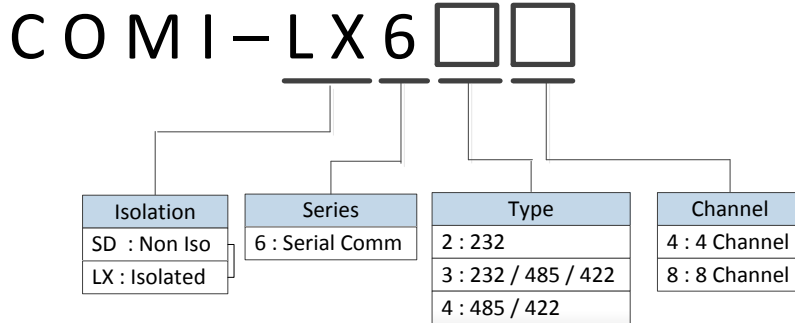 COMI-LX6□□
Isolation
SD : Non Iso
LX : Isolated
Series
6 : Serial Comm
Type
2 : 232
3 : 232 / 485 / 422
4 : 485 / 422
Channel
4 : 4 Channel
8 : 8 Channel